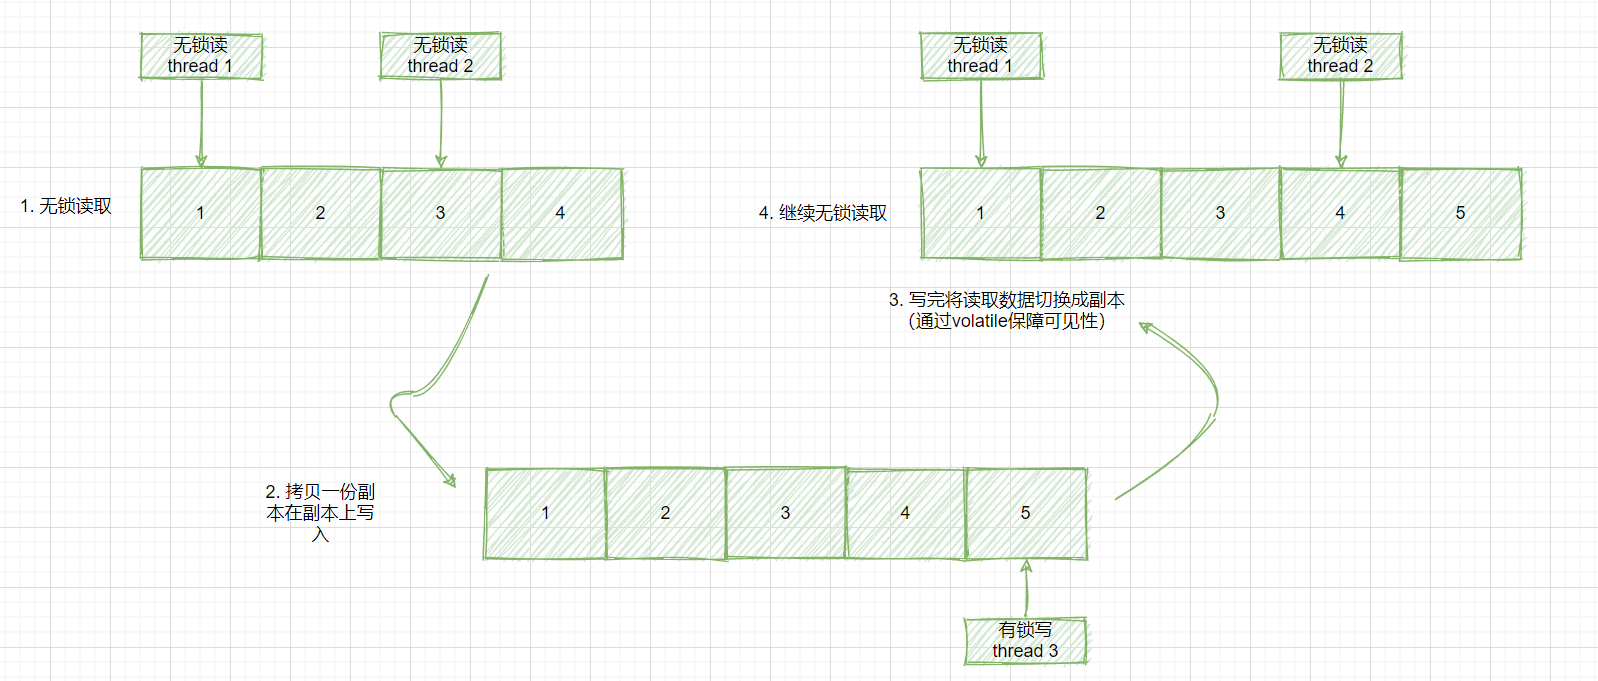 无锁读
thread 1
无锁读
thread 2
1. 无锁读取
1
2
3
4
无锁读
thread 1
无锁读
thread 2
4. 继续无锁读取
1
2
3
4
5
3. 写完将读取数据切换成副本
（通过volatile保障可见性）
2. 拷贝一份副
本在副本上写
入
1
2
3
4
5
有锁写
thread 3